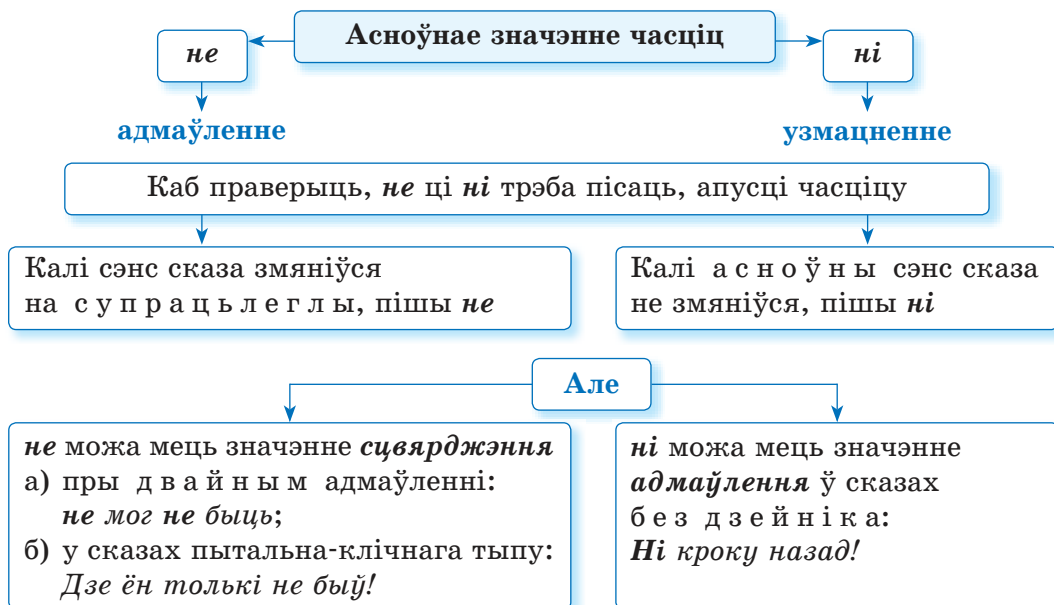 Асноўнае значэнне часціц
не
ні
адмаўленне
узмацненне
Каб праверыць, не ці ні трэба пісаць, апусці часціцу
Калі сэнс сказа змяніўся
на супрацьлеглы, пішы не
Калі асноўны сэнс сказа
не змяніўся, пішы ні
Але
не можа мець значэнне сцвярджэння
а) пры двайным адмаўленні:
не мог не быць;
б) у сказах пытальна-клічнага тыпу:
Дзе ён толькі не быў!
ні можа мець значэнне
адмаўлення ў сказах
без дзейніка:
Ні кроку назад!